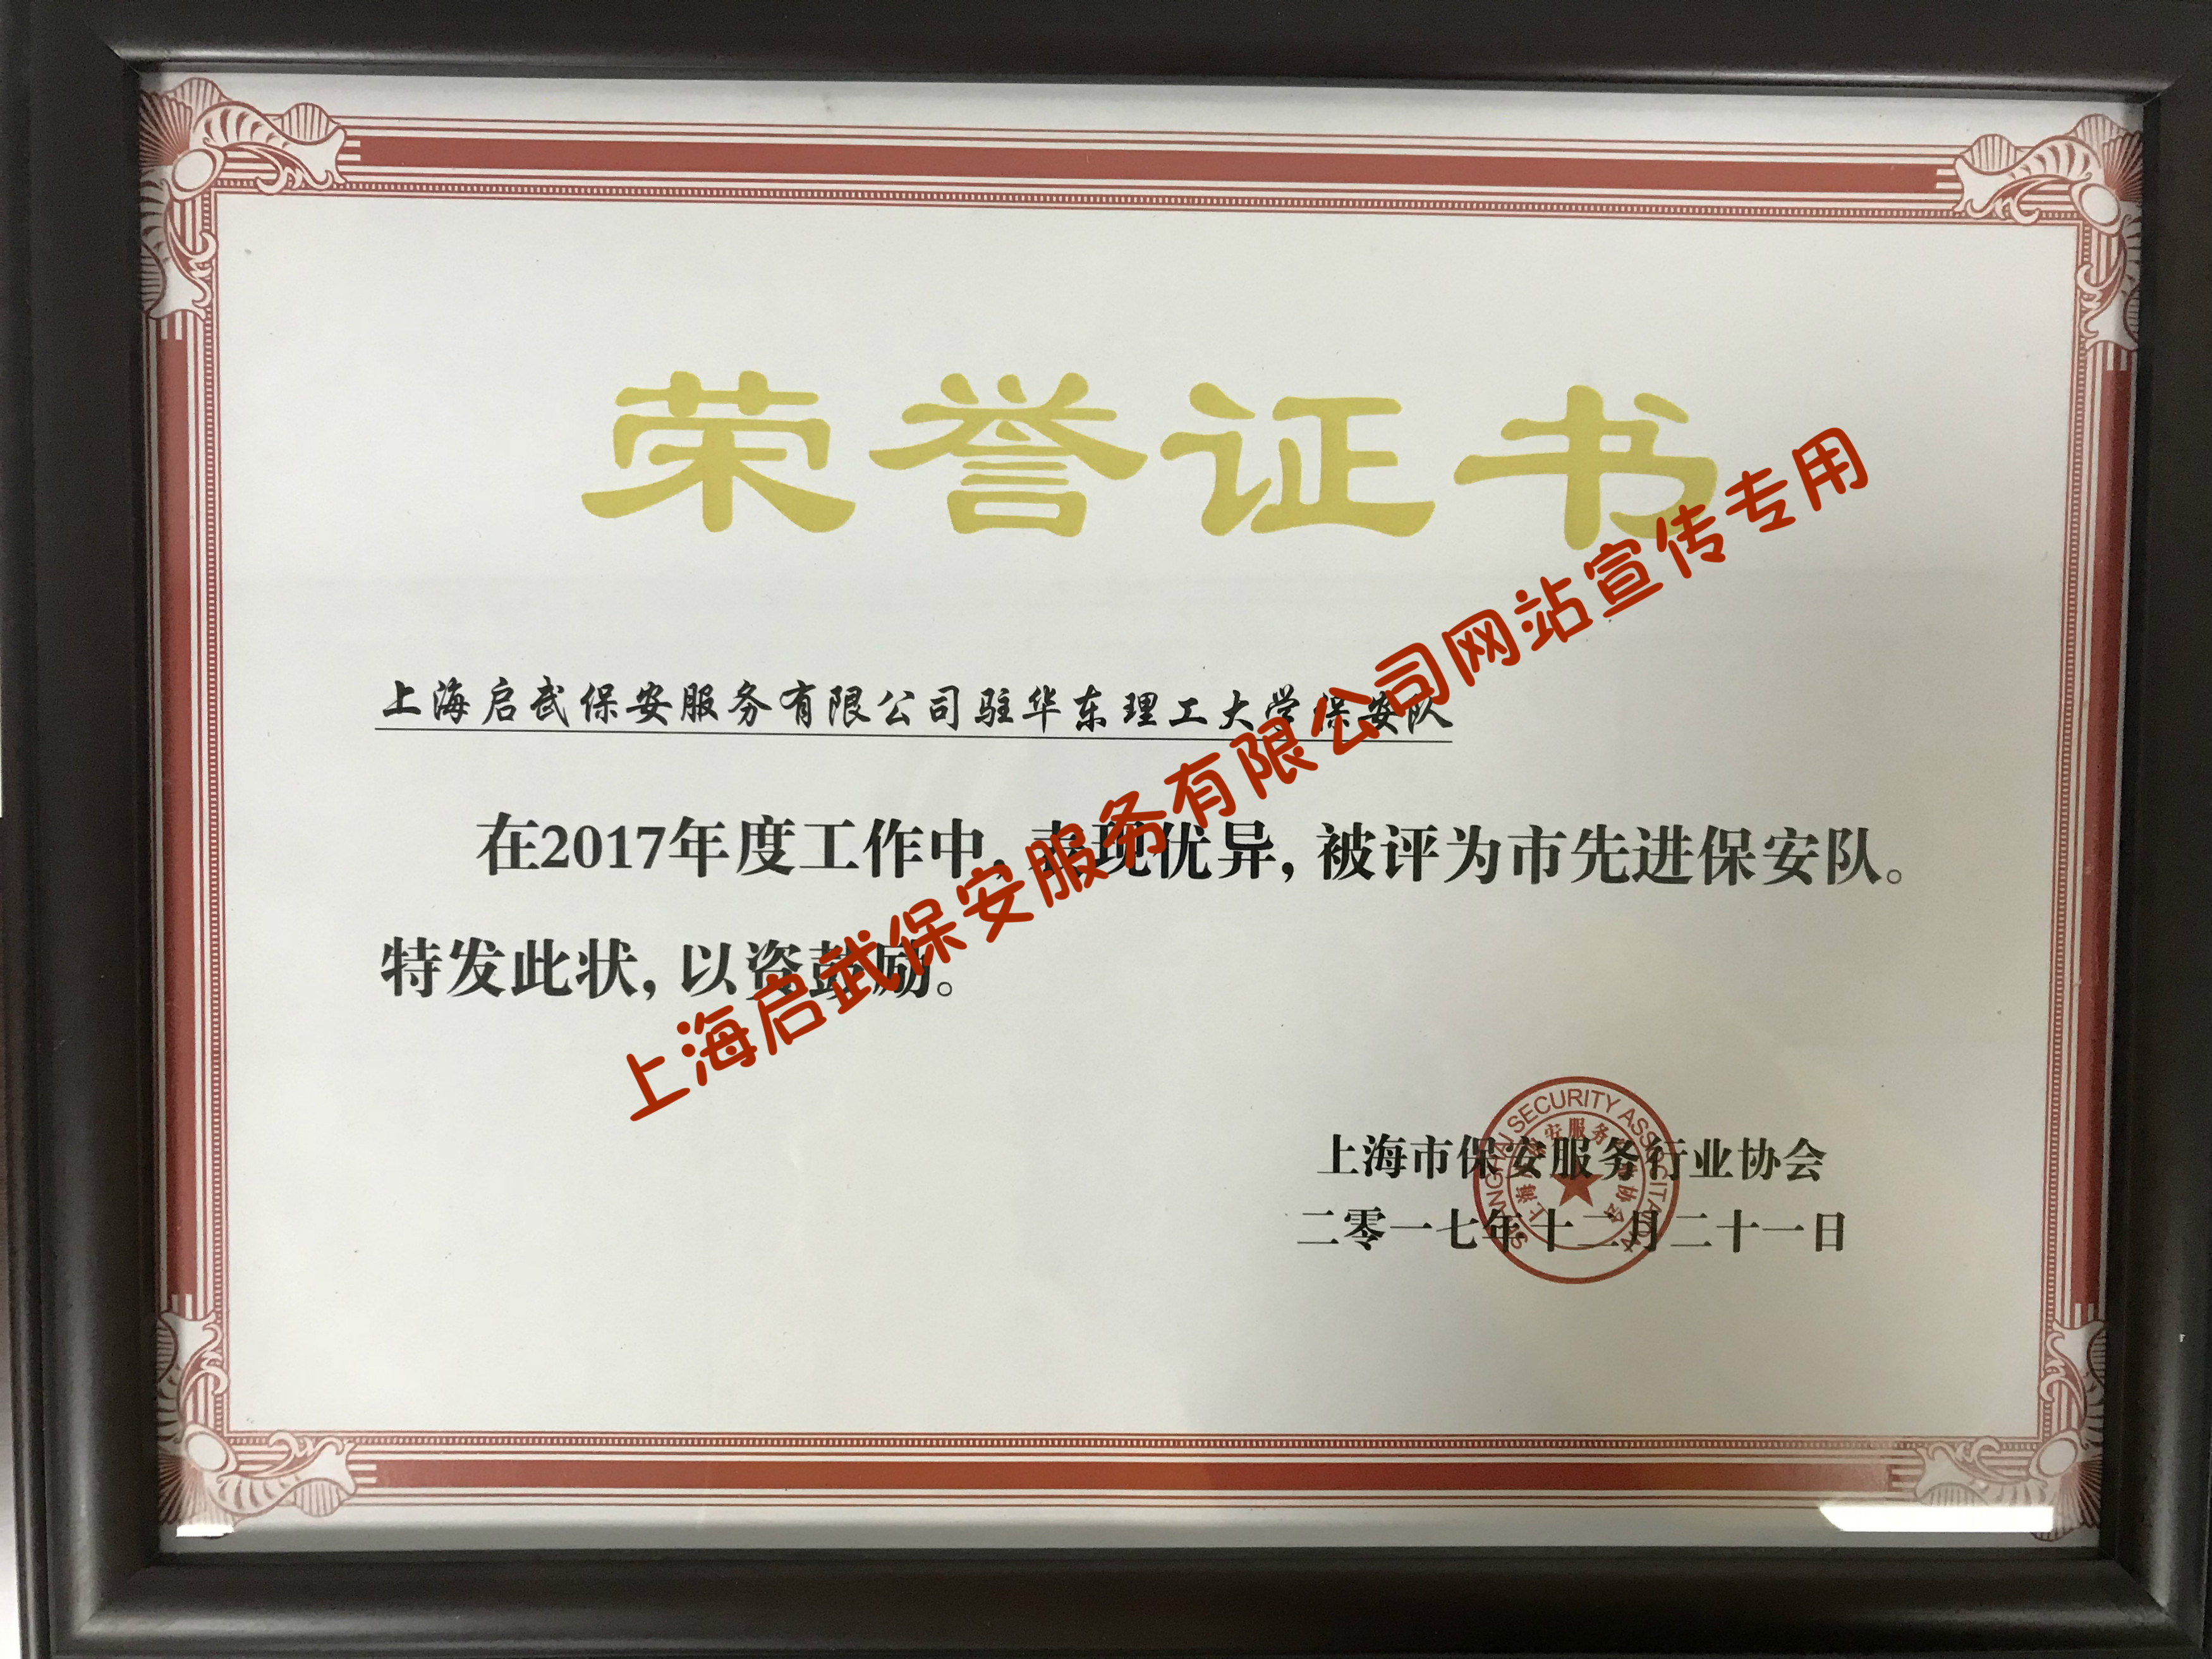 荣誉证书
上海启武保安服务有限公司驻华东理工大学保安队
在2017年度工作中，表现优异，被评为市先进保安队。
特发此状，以资鼓励。
上海启武保安服务有限公司网站宣传专用
上海市保安服务行业协会
二零一七年十二月二十一日